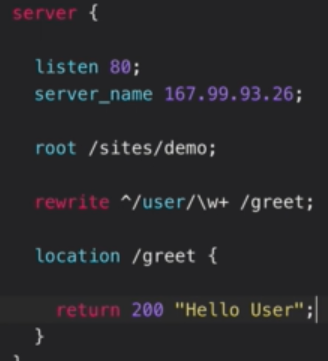 server {
listen 80;
server_name 167.99.93.26;
root /sites/demo;
rewrite ^/user/\w+ /greet;
location /greet {
return 200 "Hello User";
}
}